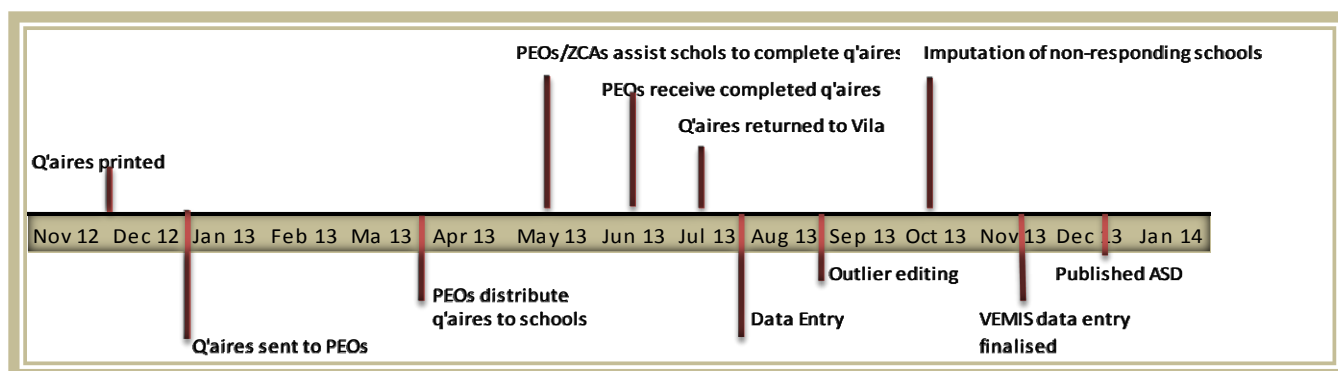 PEOs/ZCAs assist schols to complete q'aires
Imputation of non-responding schools
PEOs receive completed q'aires
Q'aires returned to Vila
Q'aires printed
Nov 12 Dec 12 Jan 13 Feb 13 Ma 13 Apr 13 May 13 Jun 13 Jul 13 Aug 13 Sep 13 Oct 13 Nov 13 Dec 13 Jan 14
Outlier editing
Published ASD
PEOs distribute
q'aires to schools
Data Entry
VEMIS data entry
finalised
Q'aires sent to PEOs